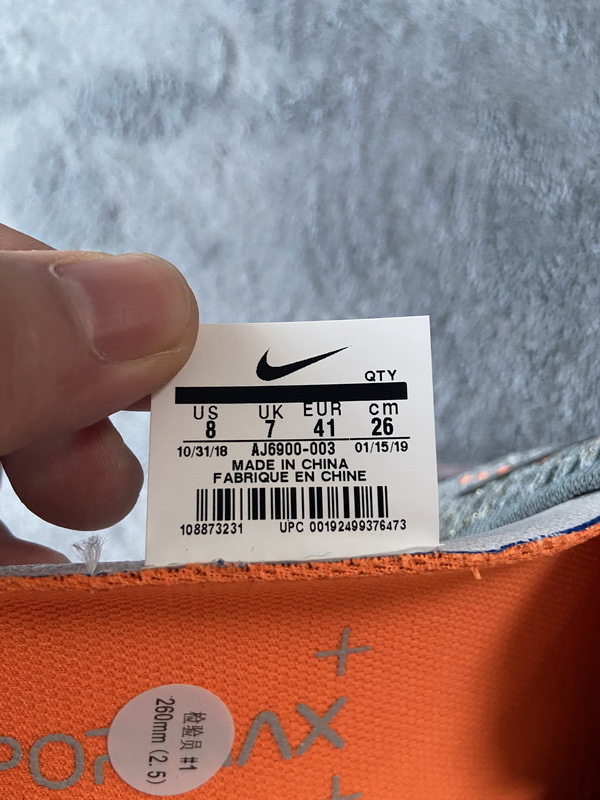 QTY
US UK EUR cm
8 7 41 26
10/31/18 AJ6900-003 01/15/19
MADE IN CHINA
FABRIQUE EN CHINE
108873231 UPC 00192499376473
检验员 #1
260mm (2.5)